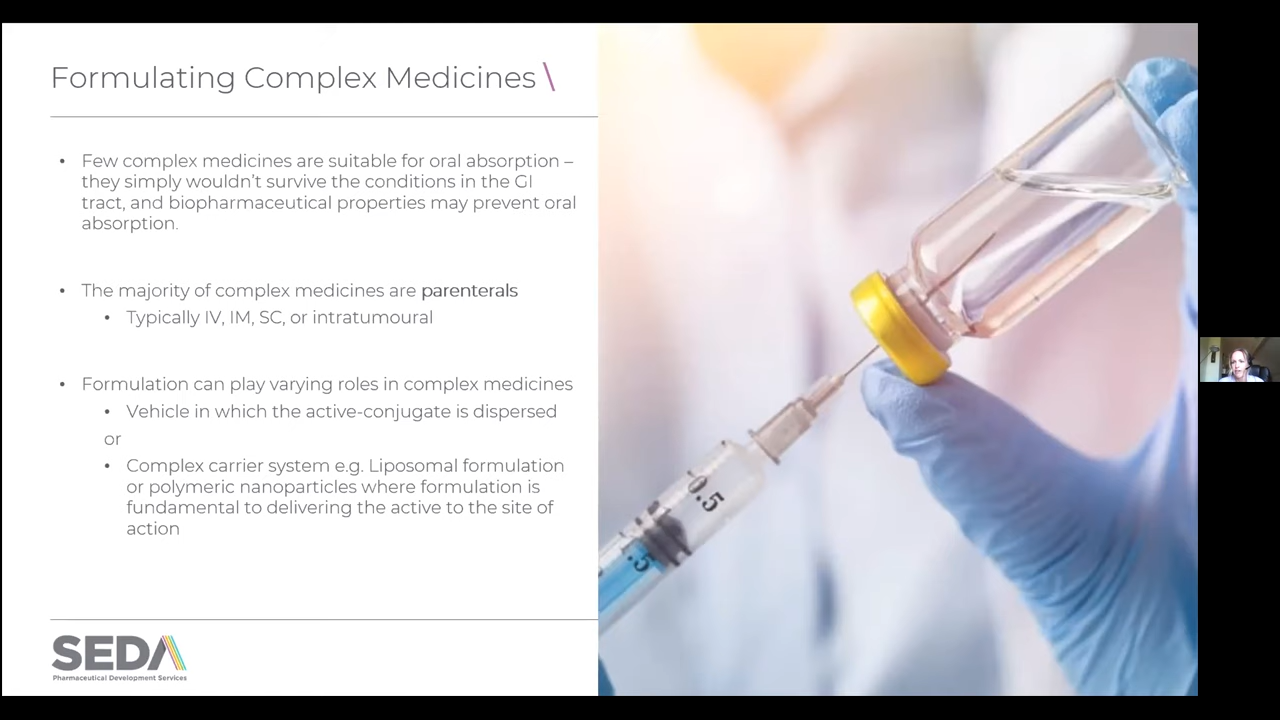 Formulating Complex Medicines \
• Few complex medicines are suitable for oral absorption –
they simply wouldn't survive the conditions in the GI
tract, and biopharmaceutical properties may prevent oral
absorption.
• The majority of complex medicines are parenterals
• Typically IV, IM, SC, or intratumoural
• Formulation can play varying roles in complex medicines
• Vehicle in which the active-conjugate is dispersed
or
• Complex carrier system e.g. Liposomal formulation
or polymeric nanoparticles where formulation is
fundamental to delivering the active to the site of
action
SEDA
Pharmaceutical Development Services
0.5
.5